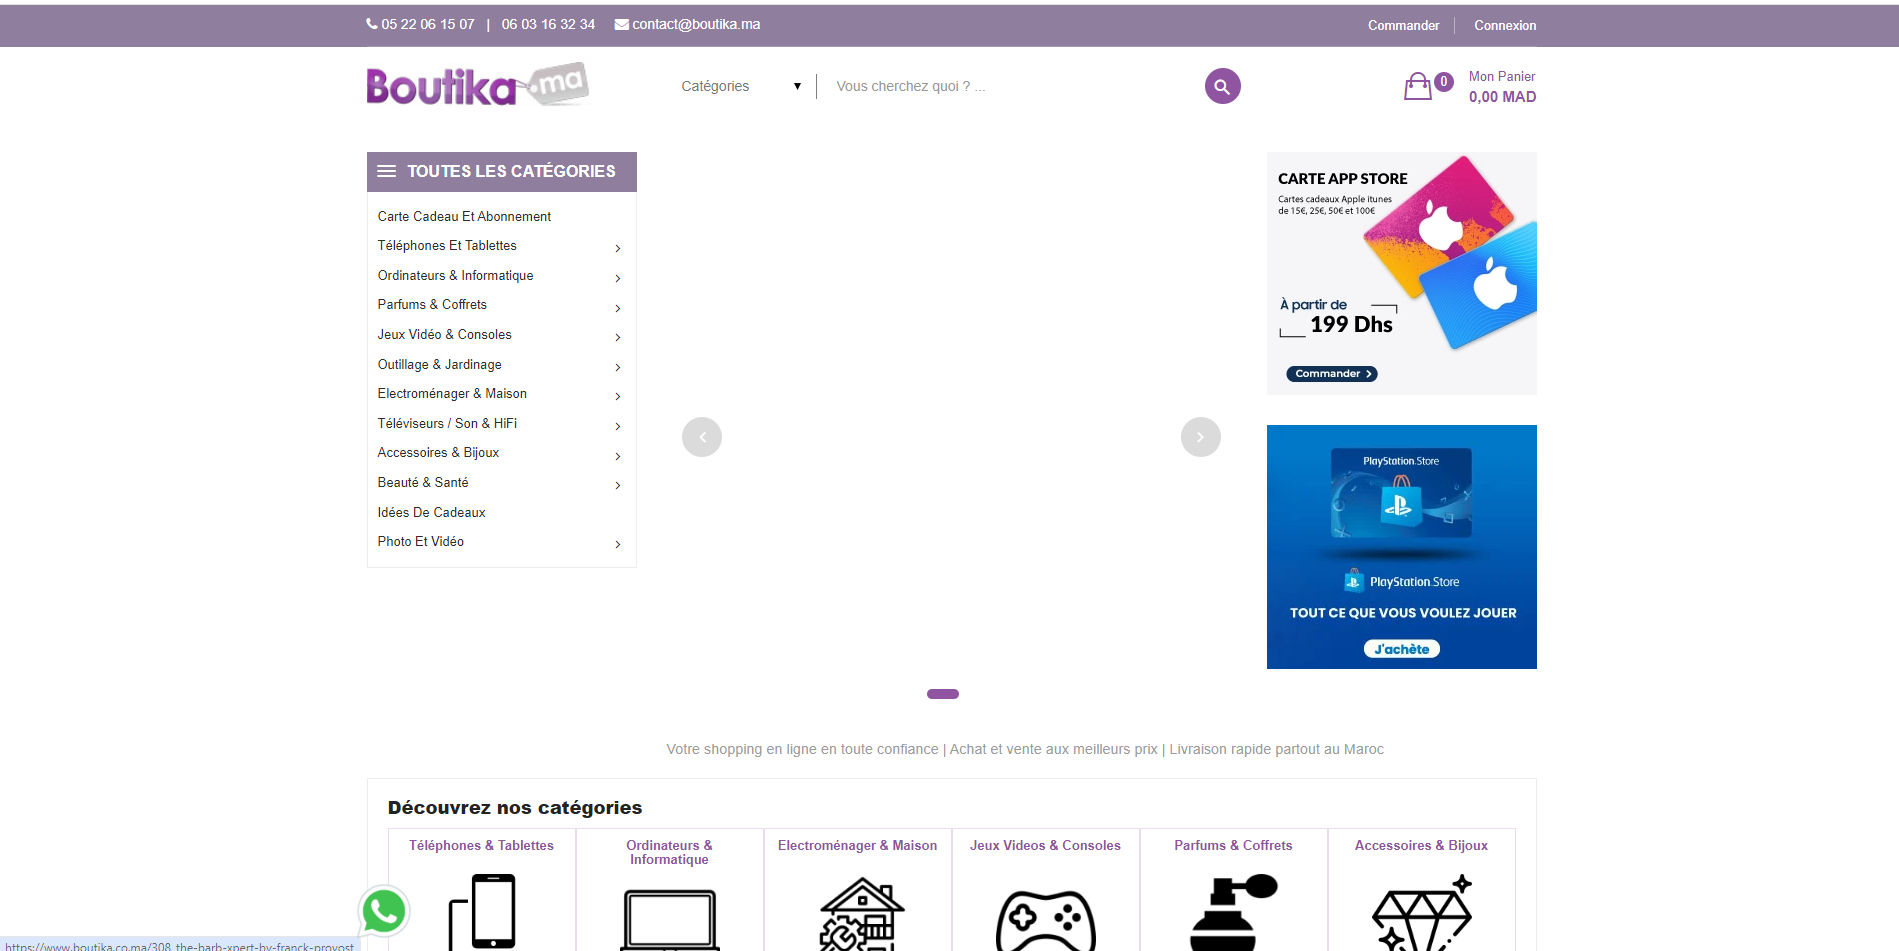 05 22 06 15 07 | 06 03 16 32 34 contact@boutika.ma
Commander
Connexion
Boutika.ma
Catégories ▼
Vous cherchez quoi ? ...
0
Mon Panier
0,00 MAD
TOUTES LES CATÉGORIES
Carte Cadeau Et Abonnement
Téléphones Et Tablettes
Ordinateurs & Informatique
Parfums & Coffrets
Jeux Vidéo & Consoles
Outillage & Jardinage
Electroménager & Maison
Téléviseurs / Son & HiFi
Accessoires & Bijoux
Beauté & Santé
Idées De Cadeaux
Photo Et Vidéo
CARTE APP STORE
Cartes cadeaux Apple itunes
de 15€, 25€, 50€ et 100€
À partir de
199 Dhs
Commander
PlayStation.Store
PlayStation.Store
TOUT CE QUE VOUS VOULEZ JOUER
J'achète
Votre shopping en ligne en toute confiance | Achat et vente aux meilleurs prix | Livraison rapide partout au Maroc
Découvrez nos catégories
Téléphones & Tablettes
Ordinateurs &
Informatique
Electroménager & Maison
Jeux Videos & Consoles
Parfums & Coffrets
Accessoires & Bijoux
https://www.boutika.co.ma/308_the-barb-xpert-by-franck-provost